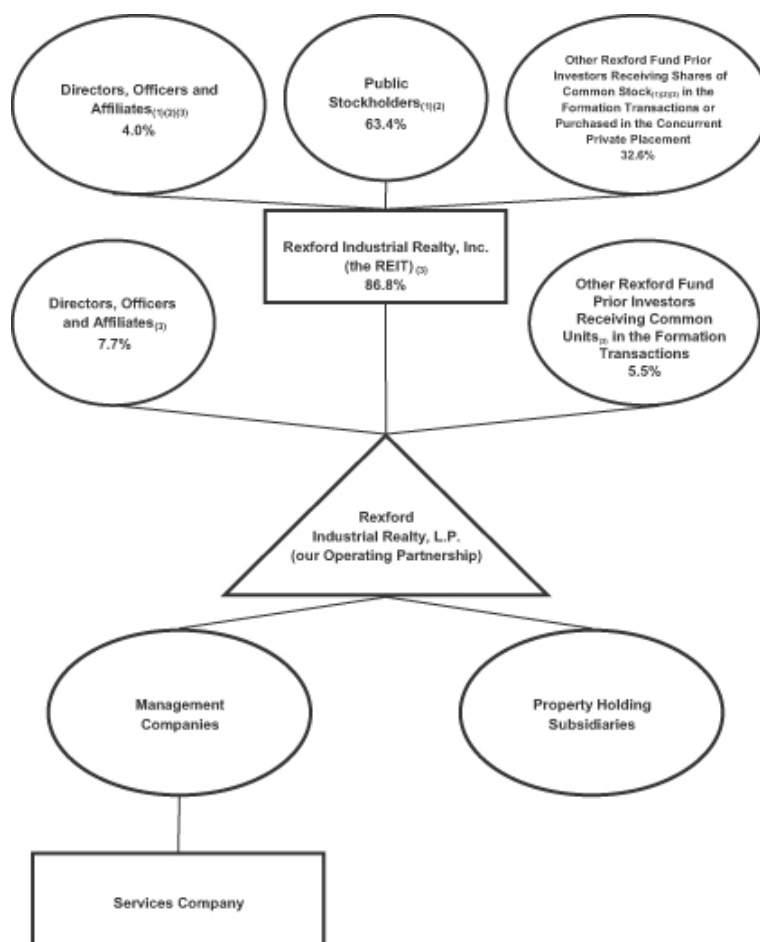 Directors, Officers and
Affiliates(1)(2)(3)
4.0%
Public
Stockholders(1)(2)
63.4%
Other Rexford Fund Prior
Investors Receiving Shares of
Common Stock(1)(2)(3) in the
Formation Transactions or
Purchased in the Concurrent
Private Placement
32.6%
Rexford Industrial Realty, Inc.
(the REIT) (3)
86.8%
Directors, Officers
and Affiliates(3)
7.7%
Other Rexford Fund
Prior Investors
Receiving Common
Units(3) in the Formation
Transactions
5.5%
Rexford
Industrial Realty, L.P.
(our Operating Partnership)
Management
Companies
Property Holding
Subsidiaries
Services Company